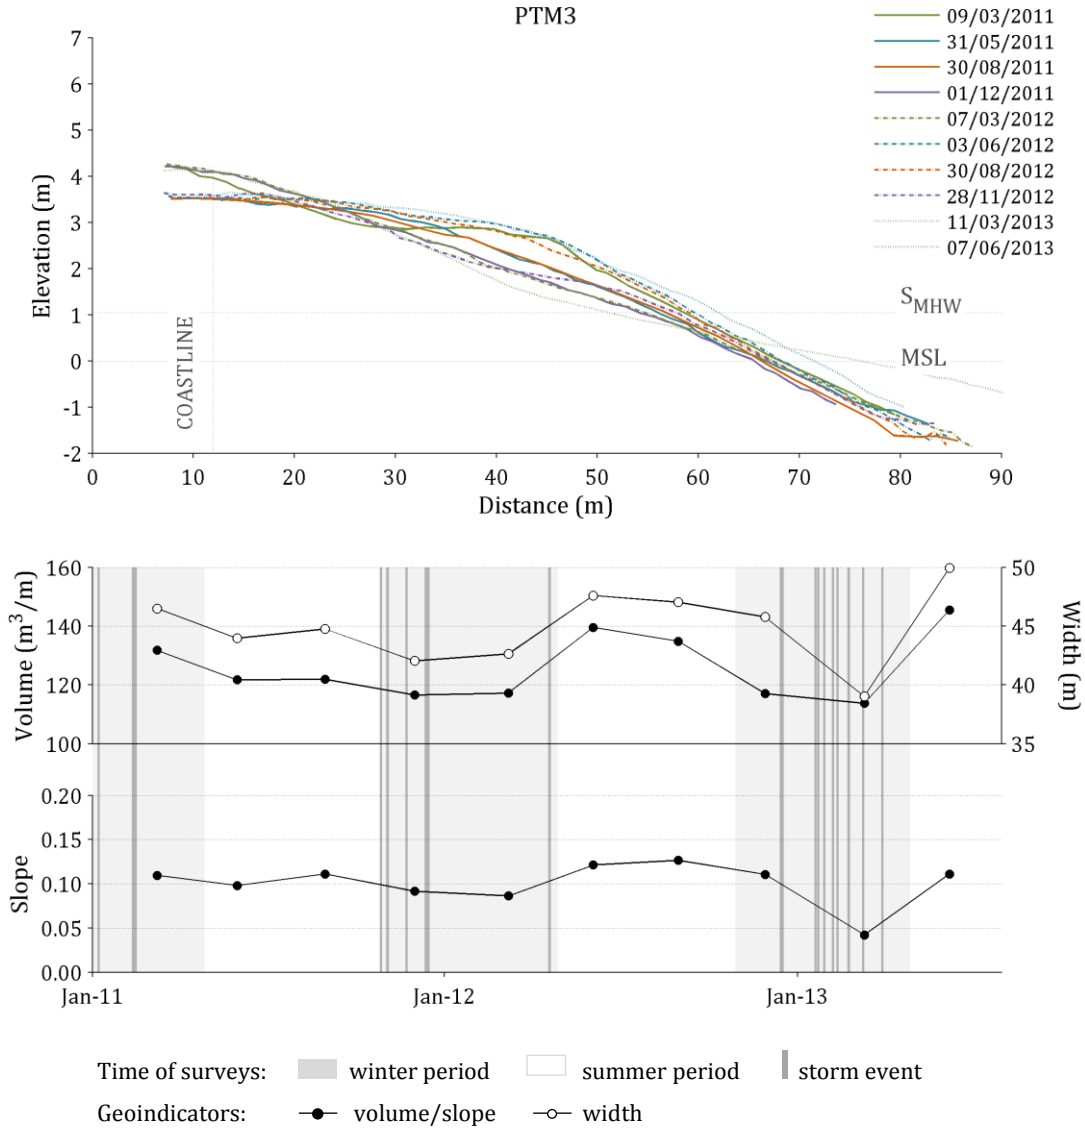 PTM3
09/03/2011
31/05/2011
30/08/2011
01/12/2011
07/03/2012
03/06/2012
30/08/2012
28/11/2012
11/03/2013
07/06/2013
7
6
5
4
3
2
1
0
-1
-2
Elevation (m)
COASTLINE
S_MHW
MSL
0 10 20 30 40 50 60 70 80 90
Distance (m)
160
140
120
100
Volume (m³/m)
50
45
40
35
Width (m)
0.20
0.15
0.10
0.05
0.00
Slope
Jan-11 Jan-12 Jan-13
Time of surveys: winter period summer period storm event
Geoindicators: volume/slope width